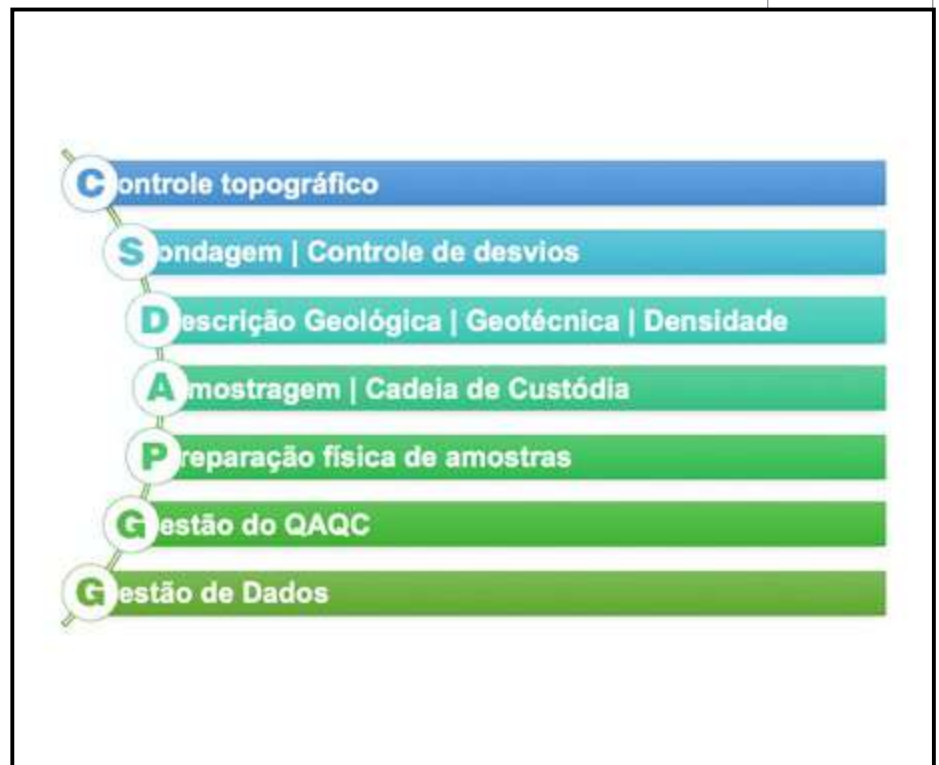 Controle topográfico
Sondagem | Controle de desvios
Descrição Geológica | Geotécnica | Densidade
Amostragem | Cadeia de Custódia
Preparação física de amostras
Gestão do QAQC
Gestão de Dados